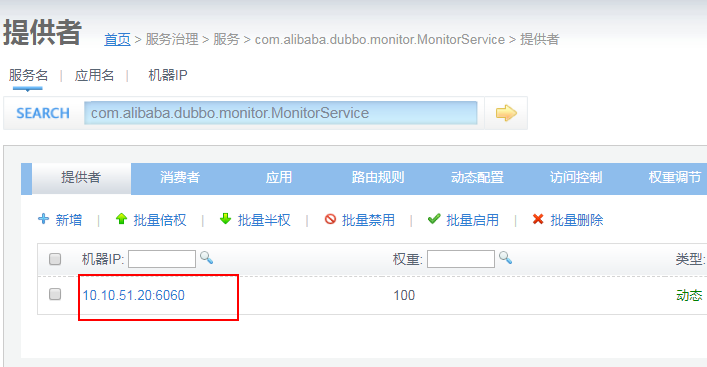 提供者 首页 > 服务治理 > 服务 > com.alibaba.dubbo.monitor.MonitorService > 提供者
服务名 | 应用名 | 机器IP
SEARCH com.alibaba.dubbo.monitor.MonitorService
提供者 消费者 应用 路由规则 动态配置 访问控制 权重调节
新增 | 批量倍权 | 批量半权 | 批量禁用 | 批量启用 | 批量删除
机器IP: 权重: 类型:
10.10.51.20:6060 100 动态